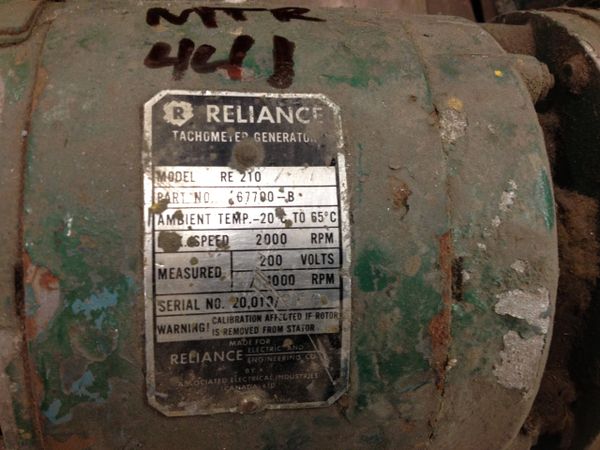 MTR
441
R RELIANCE
TACHOMETER GENERATOR
MODEL RE 210
PART NO. 67700-B
AMBIENT TEMP.-20°C TO 65°C
SPEED 2000 RPM
MEASURED 200 VOLTS
1000 RPM
SERIAL NO. 20,010
WARNING! CALIBRATION AFFECTED IF ROTOR
IS REMOVED FROM STATOR
MADE FOR
RELIANCE ELECTRIC AND
ENGINEERING CO.
BY
ASSOCIATED ELECTRICAL INDUSTRIES
CANADA LTD